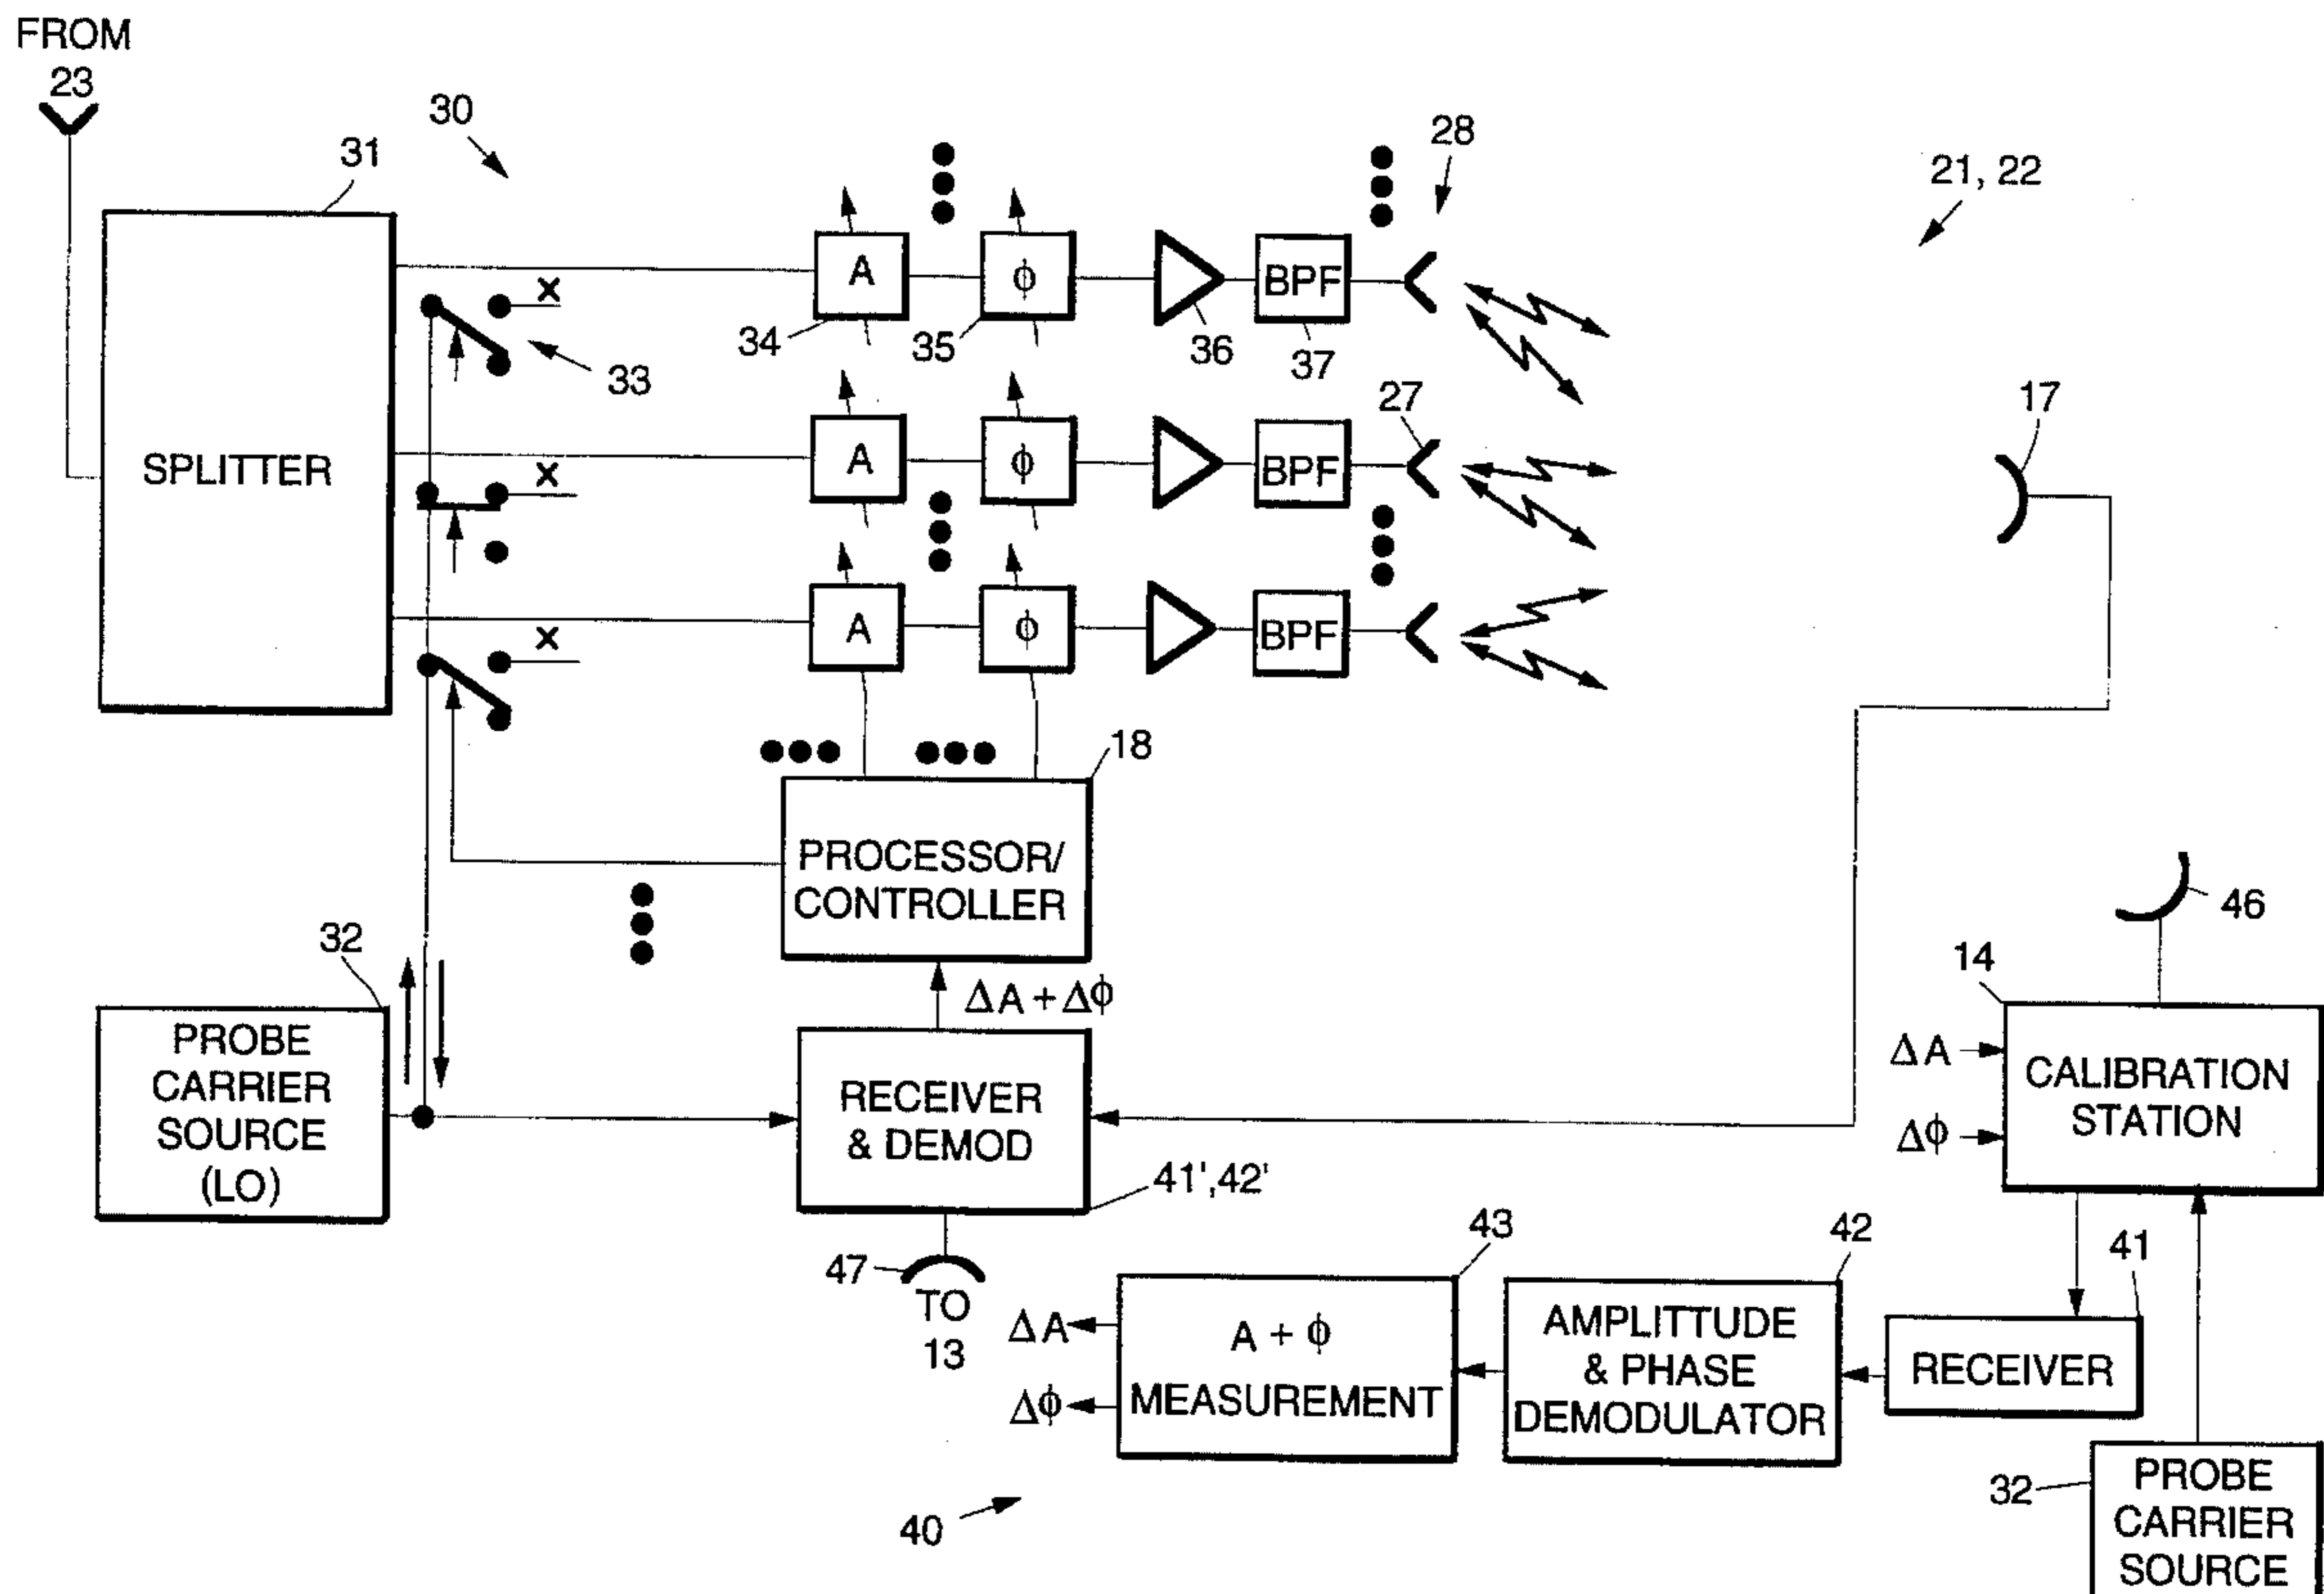 FROM
23
30
31
28
21, 22
A
ϕ
BPF
X
34
35
36
37
33
27
17
SPLITTER
X
A
ϕ
BPF
X
A
ϕ
BPF
18
PROCESSOR/
CONTROLLER
46
32
14
ΔA + Δϕ
PROBE
CARRIER
SOURCE
(LO)
RECEIVER
& DEMOD
41',42'
ΔA
Δϕ
CALIBRATION
STATION
47
TO
13
43
42
41
ΔA
Δϕ
A + ϕ
MEASUREMENT
AMPLITTUDE
& PHASE
DEMODULATOR
RECEIVER
40
32
PROBE
CARRIER
SOURCE